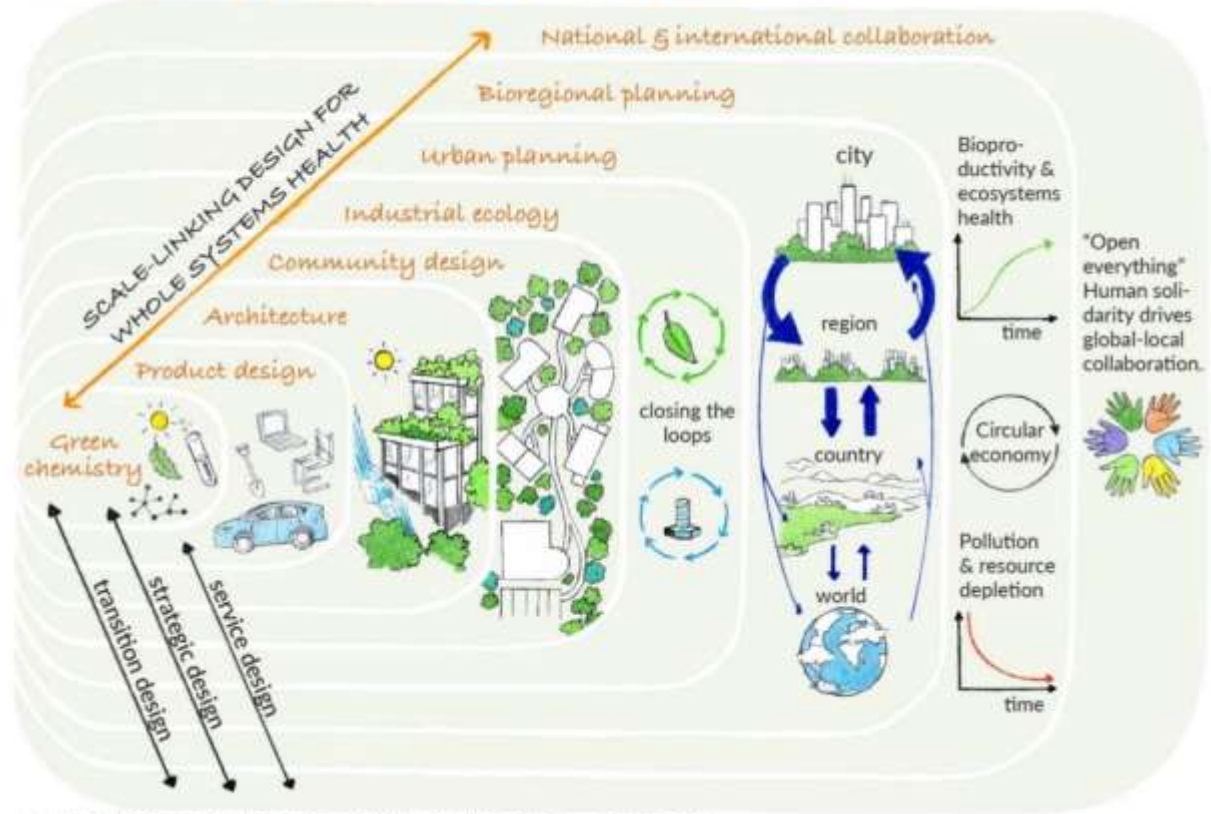 National & international collaboration
Bioregional planning
Urban planning
Industrial ecology
Community design
Architecture
Product design
Green
chemistry
SCALE-LINKING DESIGN FOR
WHOLE SYSTEMS HEALTH
transition design
strategic design
service design
closing the
loops
city
region
country
world
Biopro-
ductivity &
ecosystems
health
time
Circular
economy
Pollution
& resource
depletion
time
"Open
everything"
Human soli-
darity drives
global-local
collaboration.